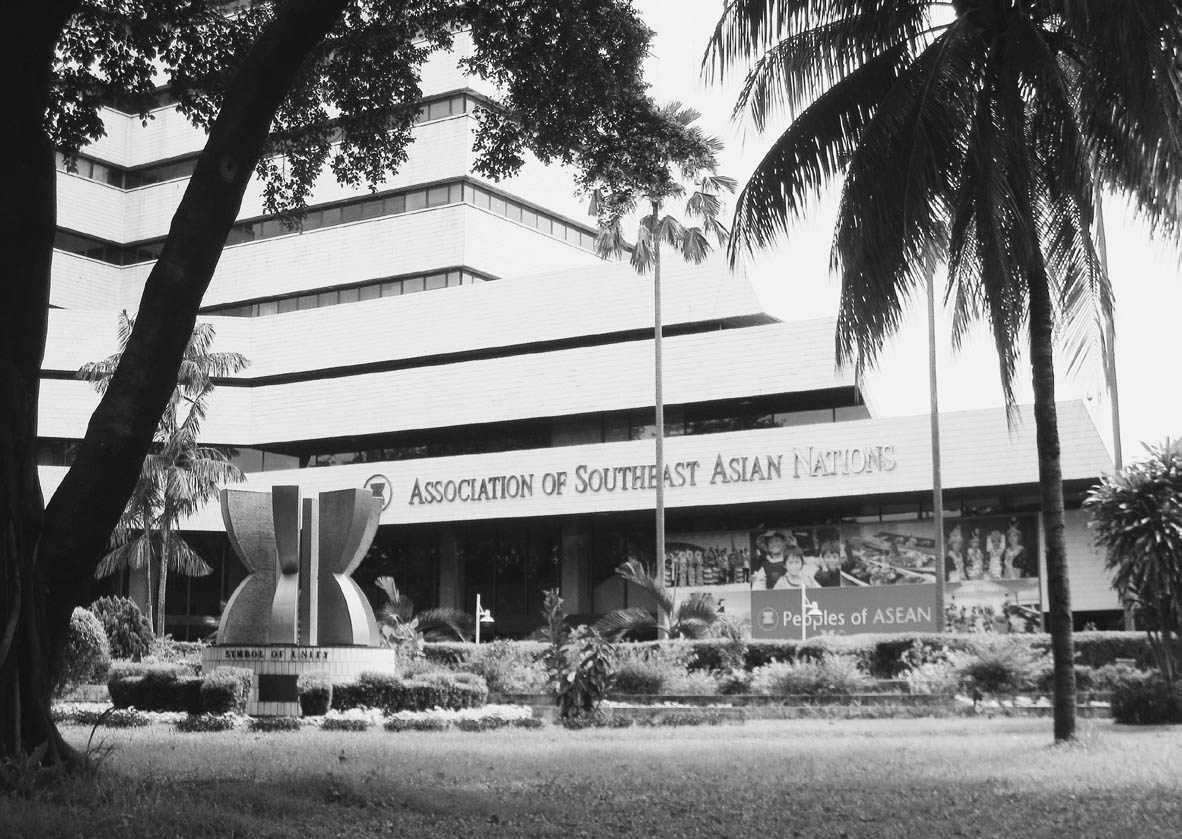 ASSOCIATION OF SOUTHEAST ASIAN NATIONS
Peoples of ASEAN
SYMBOL OF UNITY